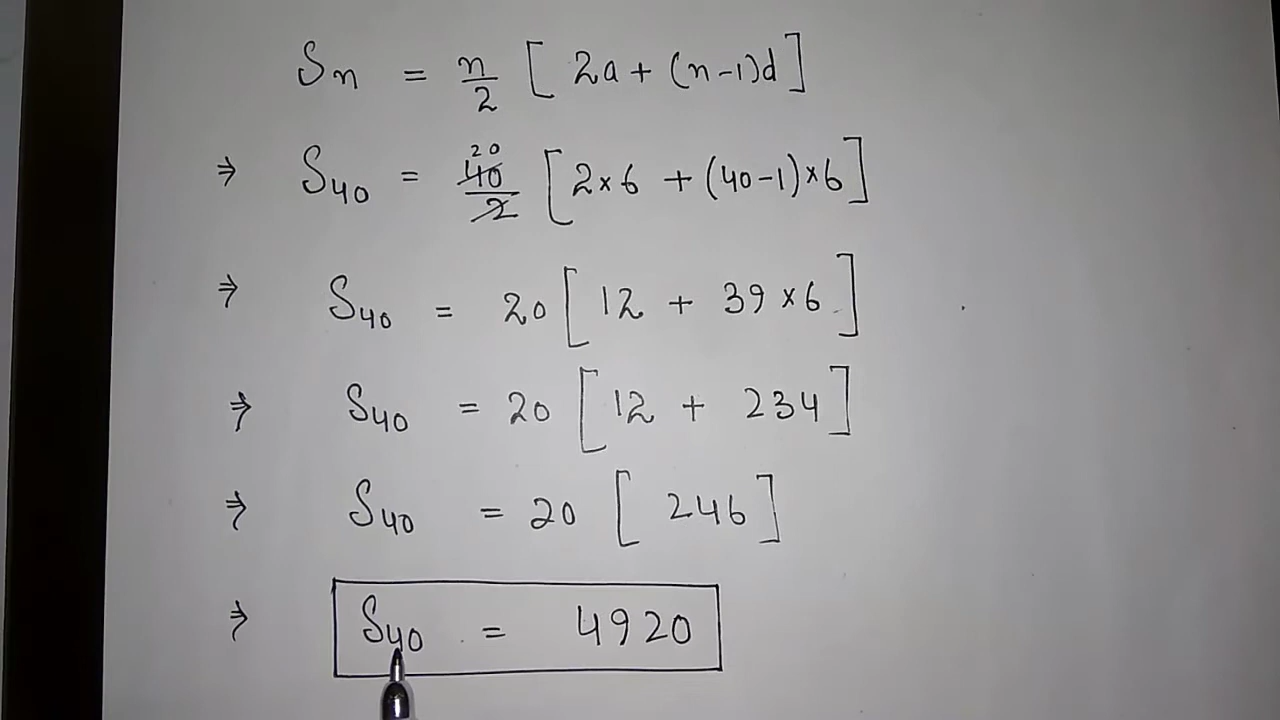 Sn = n/2 [ 2a + (n-1)d ]
⇒ S40 = 20 40/2 [ 2×6 + (40-1)×6 ]
⇒ S40 = 20 [ 12 + 39×6 ]
⇒ S40 = 20 [ 12 + 234 ]
⇒ S40 = 20 [ 246 ]
⇒ S40 = 4920